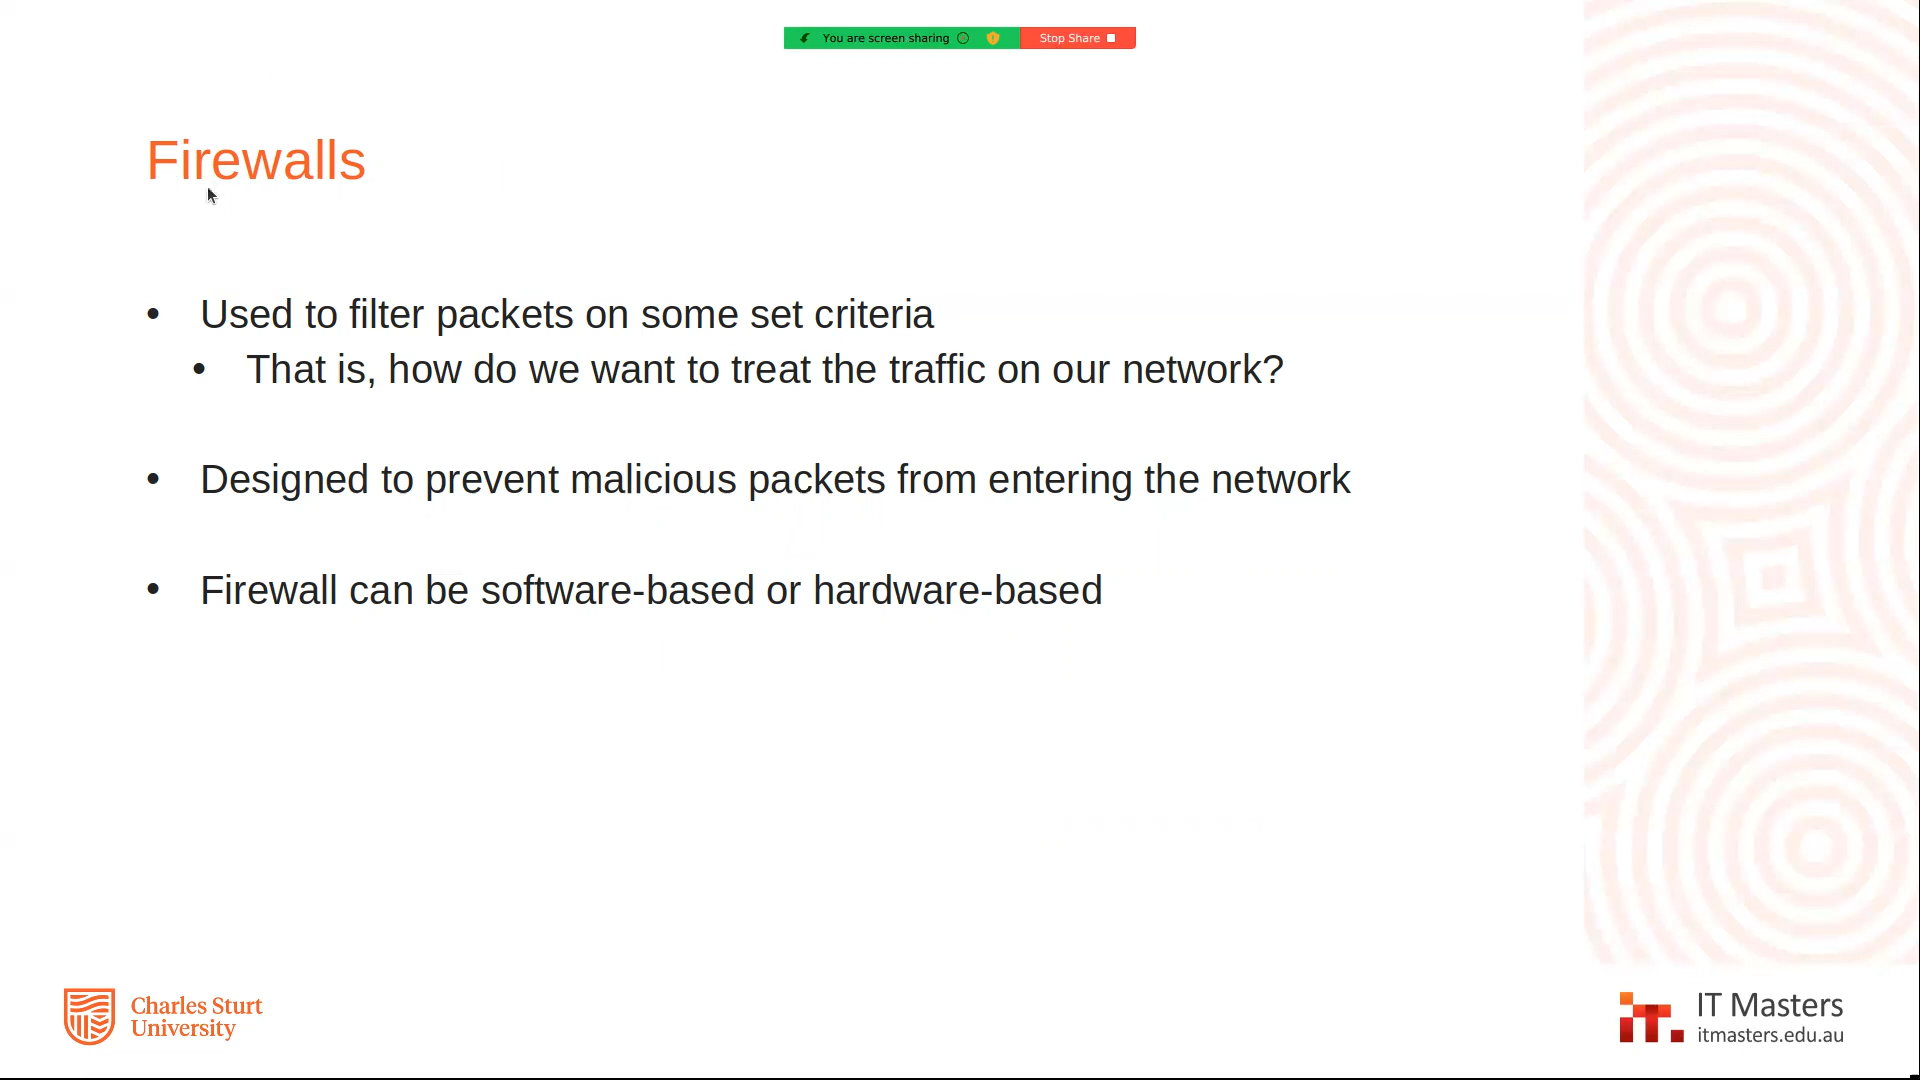 You are screen sharing
Stop Share
Firewalls
• Used to filter packets on some set criteria
• That is, how do we want to treat the traffic on our network?
• Designed to prevent malicious packets from entering the network
• Firewall can be software-based or hardware-based
Charles Sturt
University
it.
IT Masters
itmasters.edu.au